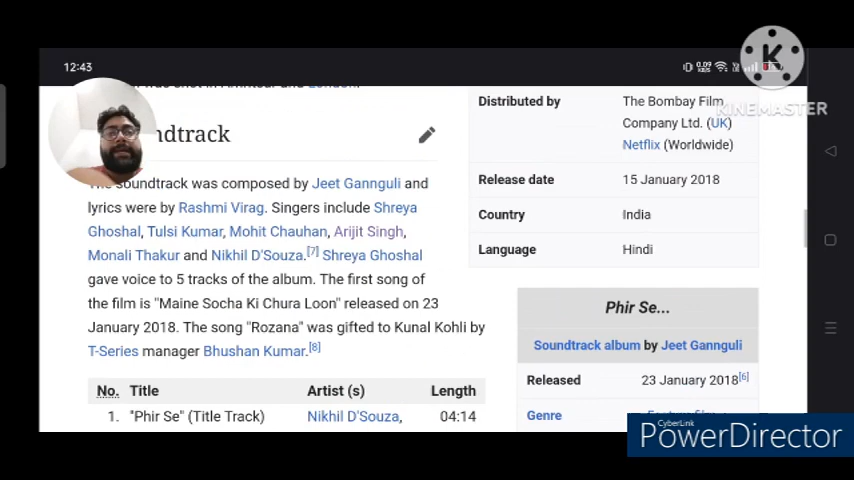 12:43
0.09
KB/S
KINEMASTER
London.
ndtrack
The soundtrack was composed by Jeet Gannguli and
lyrics were by Rashmi Virag. Singers include Shreya
Ghoshal, Tulsi Kumar, Mohit Chauhan, Arijit Singh,
Monali Thakur and Nikhil D'Souza.[7] Shreya Ghoshal
gave voice to 5 tracks of the album. The first song of
the film is "Maine Socha Ki Chura Loon" released on 23
January 2018. The song "Rozana" was gifted to Kunal Kohli by
T-Series manager Bhushan Kumar.[8]
No. Title Artist (s) Length
1. "Phir Se" (Title Track) Nikhil D'Souza, 04:14
Distributed by The Bombay Film
Company Ltd. (UK)
Netflix (Worldwide)
Release date 15 January 2018
Country India
Language Hindi
Phir Se...
Soundtrack album by Jeet Gannguli
Released 23 January 2018[6]
Genre
CyberLink
PowerDirector